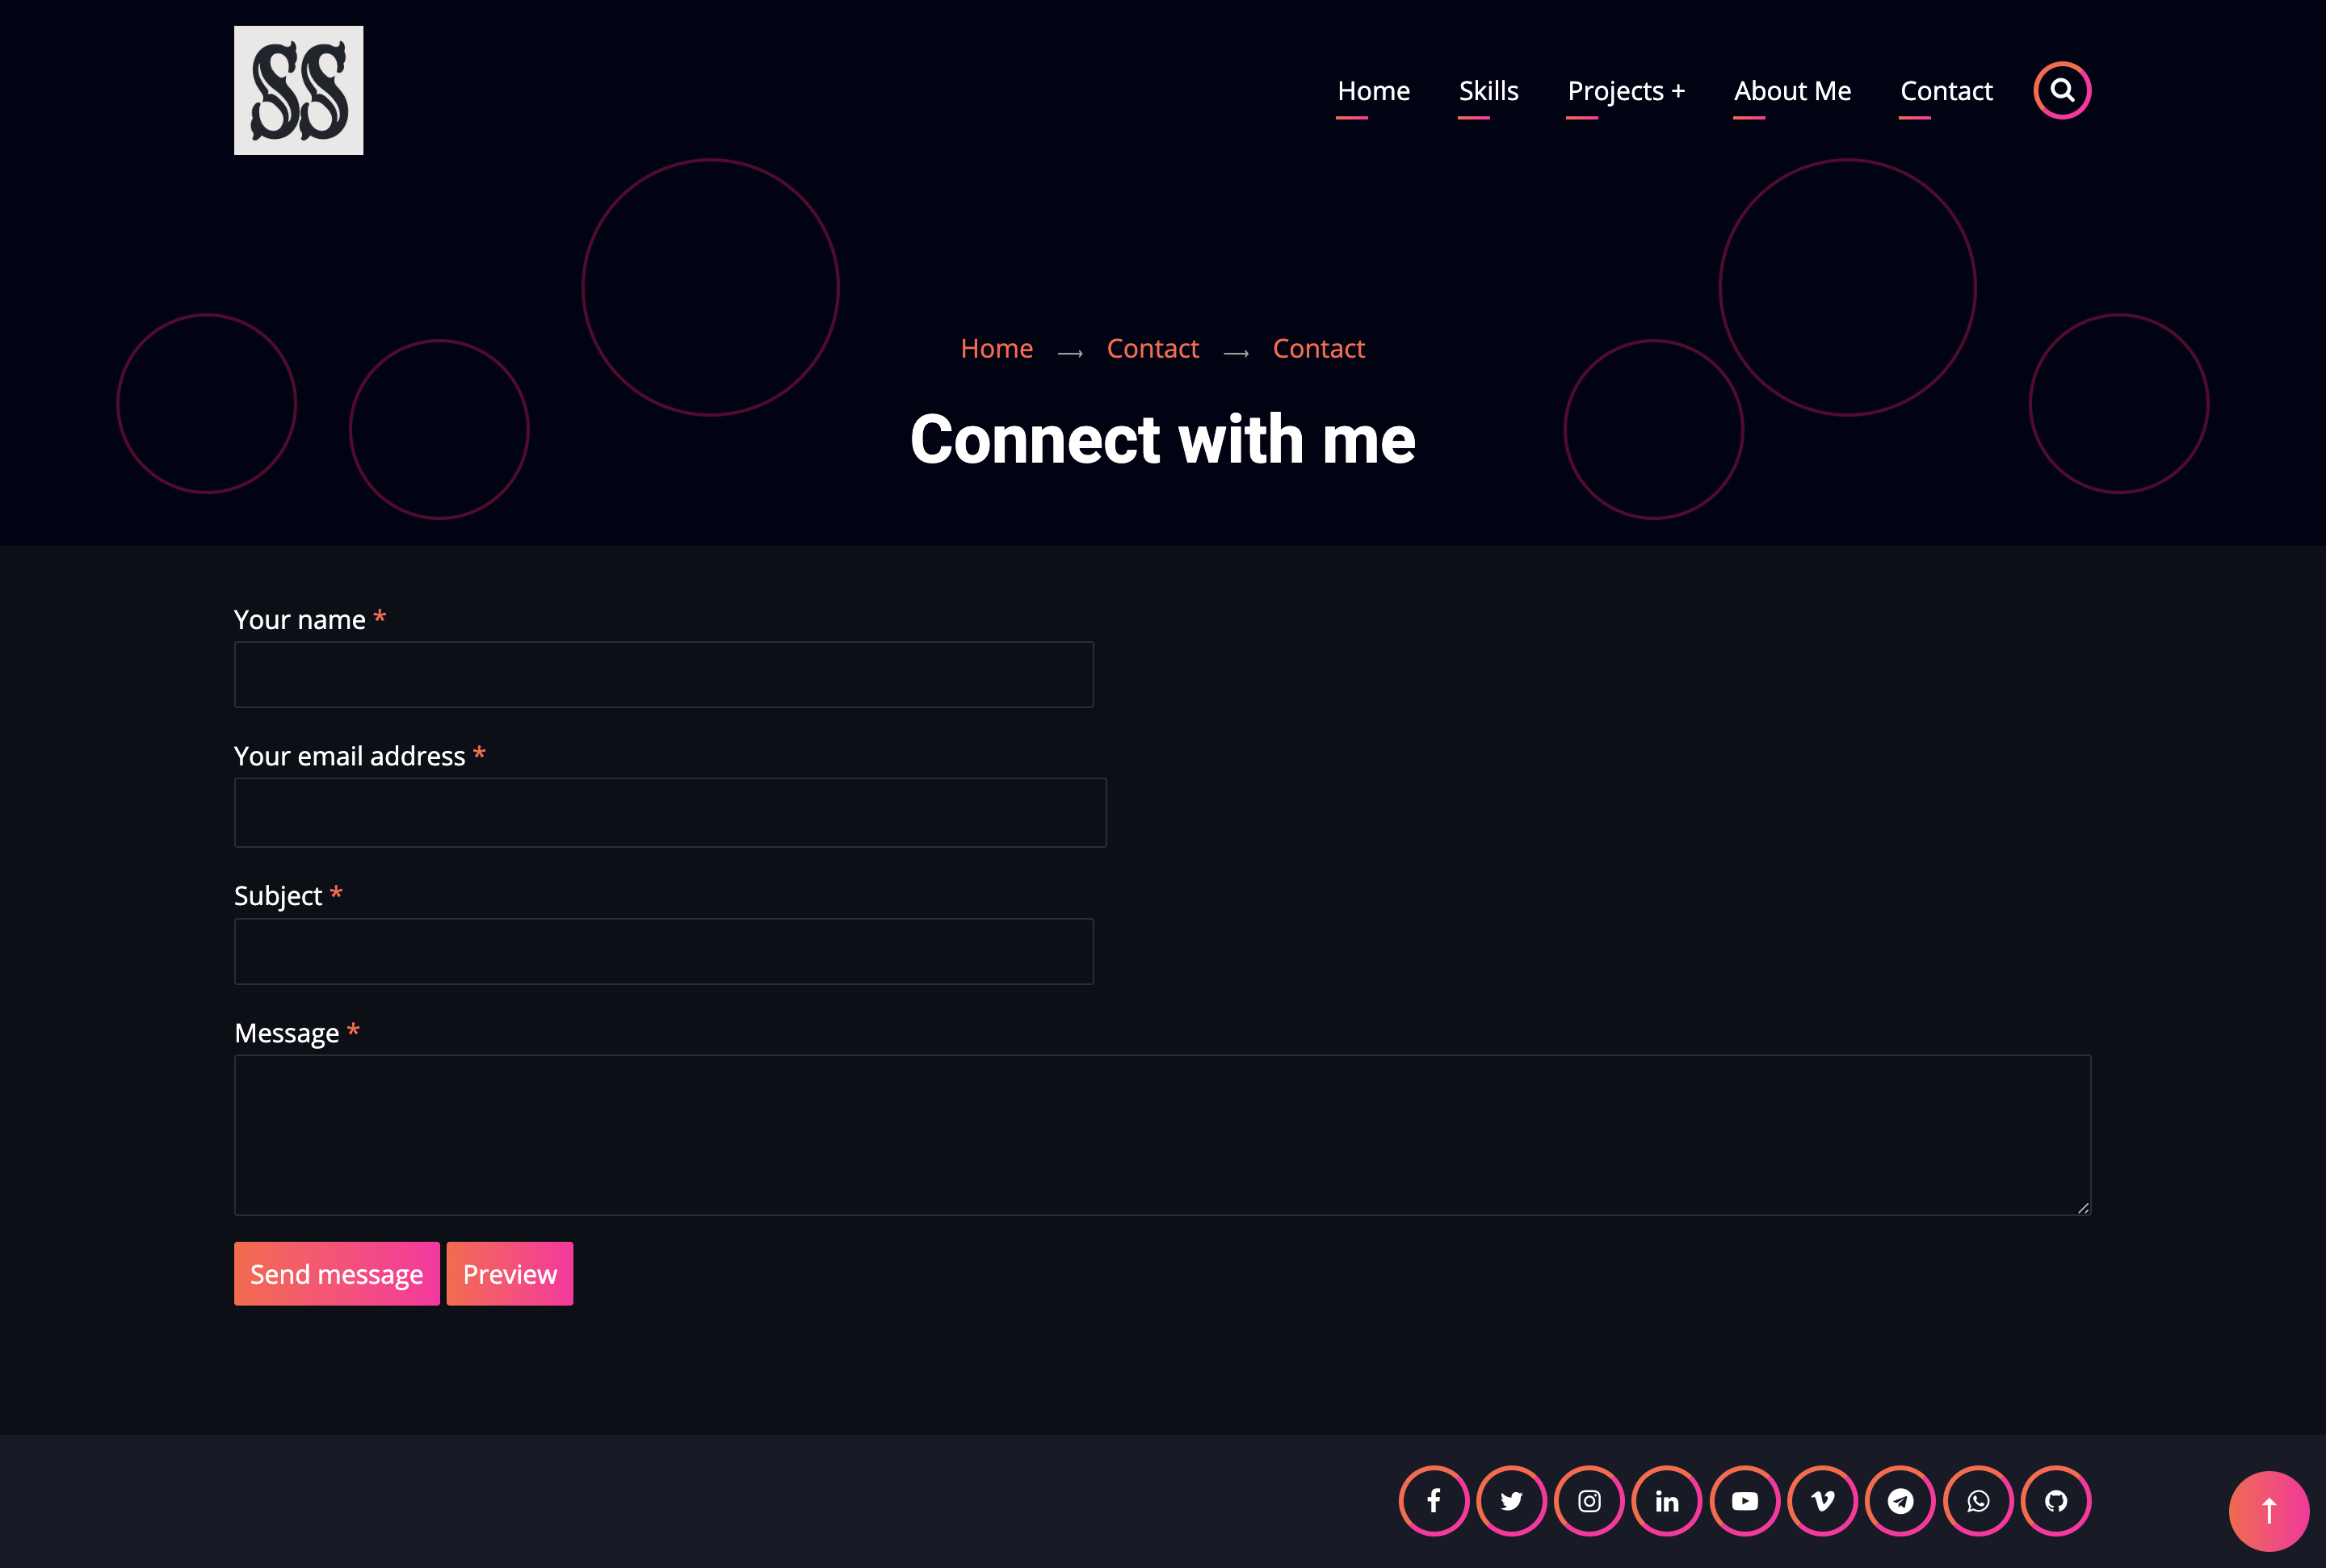 SS
Home Skills Projects + About Me Contact
Home → Contact → Contact
Connect with me
Your name *
Your email address *
Subject *
Message *
Send message Preview